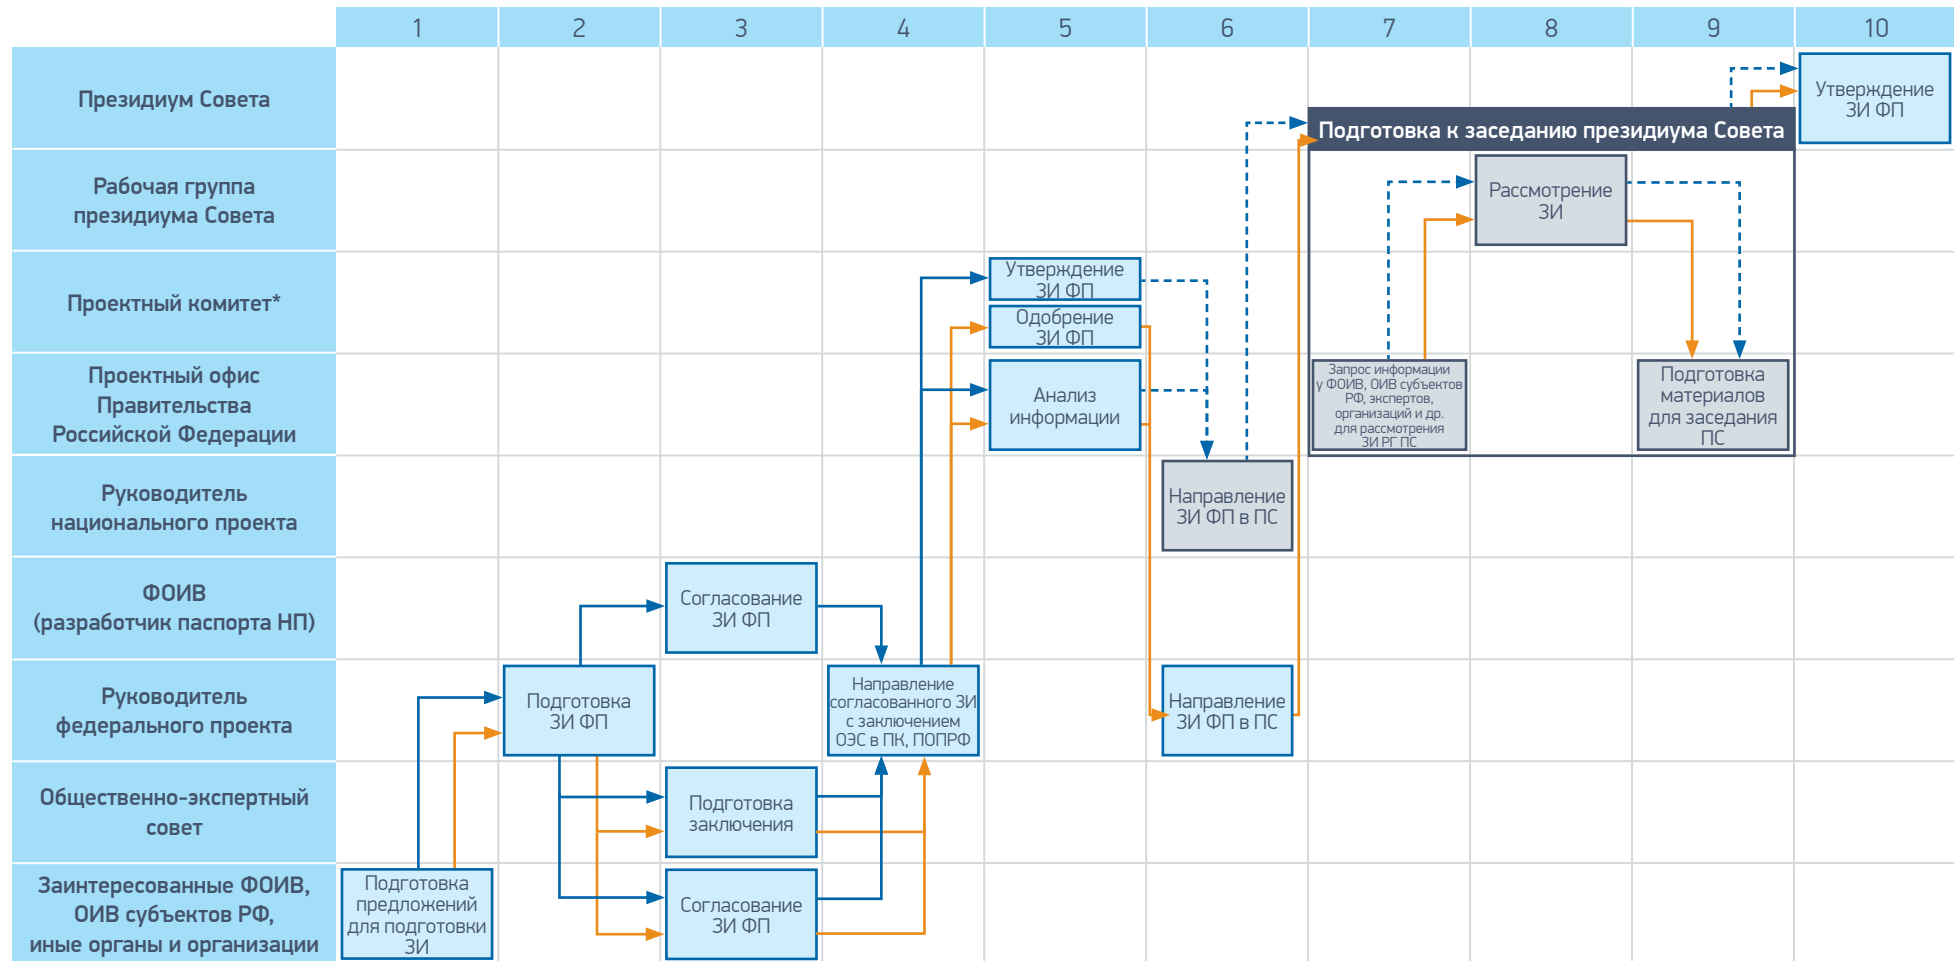 1 2 3 4 5 6 7 8 9 10
Президиум Совета
Утверждение
ЗИ ФП
Подготовка к заседанию президиума Совета
Рабочая группа
президиума Совета
Рассмотрение
ЗИ
Проектный комитет*
Утверждение
ЗИ ФП
Одобрение
ЗИ ФП
Проектный офис
Правительства
Российской Федерации
Анализ
информации
Запрос информации
у ФОИВ, ОИВ субъектов
РФ, экспертов,
организаций и др.
для рассмотрения
ЗИ РГ ПС
Подготовка
материалов
для заседания
ПС
Руководитель
национального проекта
Направление
ЗИ ФП в ПС
ФОИВ
(разработчик паспорта НП)
Согласование
ЗИ ФП
Руководитель
федерального проекта
Подготовка
ЗИ ФП
Направление
согласованного ЗИ
с заключением
ОЭС в ПК, ПОПРФ
Направление
ЗИ ФП в ПС
Общественно-экспертный
совет
Подготовка
заключения
Заинтересованные ФОИВ,
ОИВ субъектов РФ,
иные органы и организации
Подготовка
предложений
для подготовки
ЗИ
Согласование
ЗИ ФП